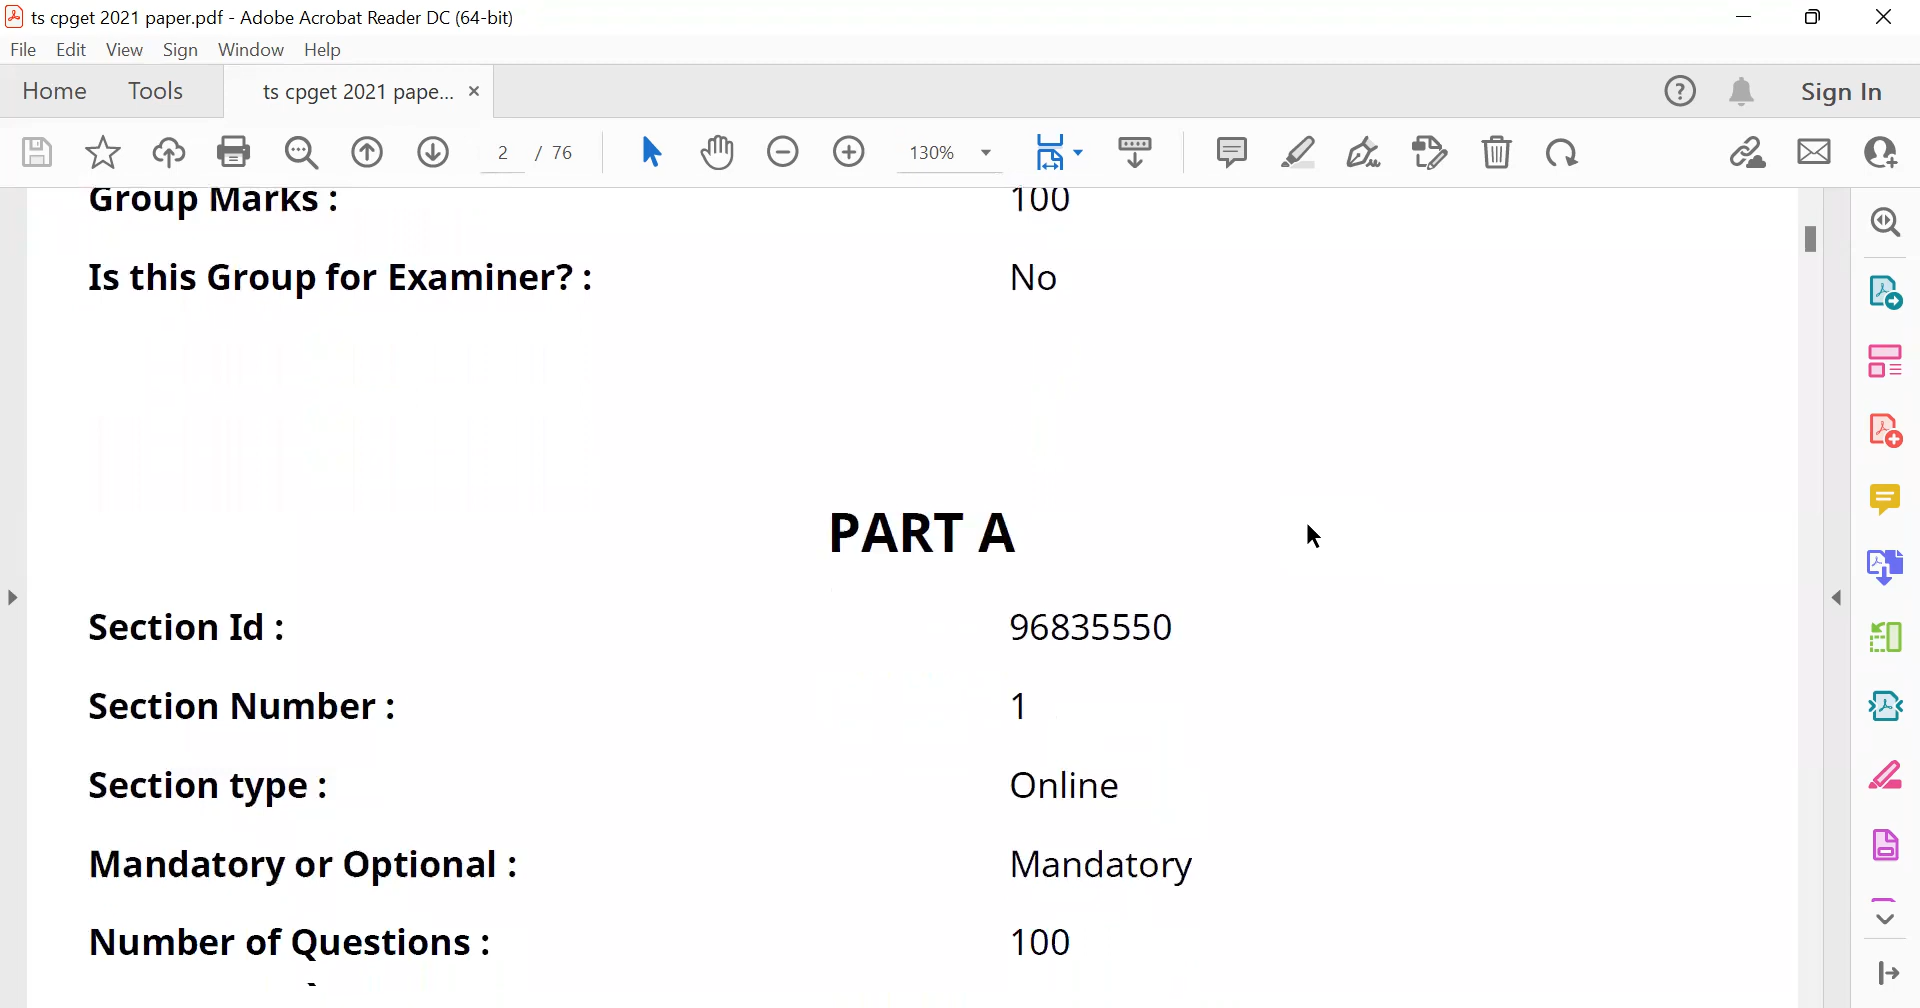 ts cpget 2021 paper.pdf - Adobe Acrobat Reader DC (64-bit)
File Edit View Sign Window Help
Home Tools ts cpget 2021 pape... × Sign In
2 / 76 130%
Group Marks : 100
Is this Group for Examiner? : No
PART A
Section Id : 96835550
Section Number : 1
Section type : Online
Mandatory or Optional : Mandatory
Number of Questions : 100